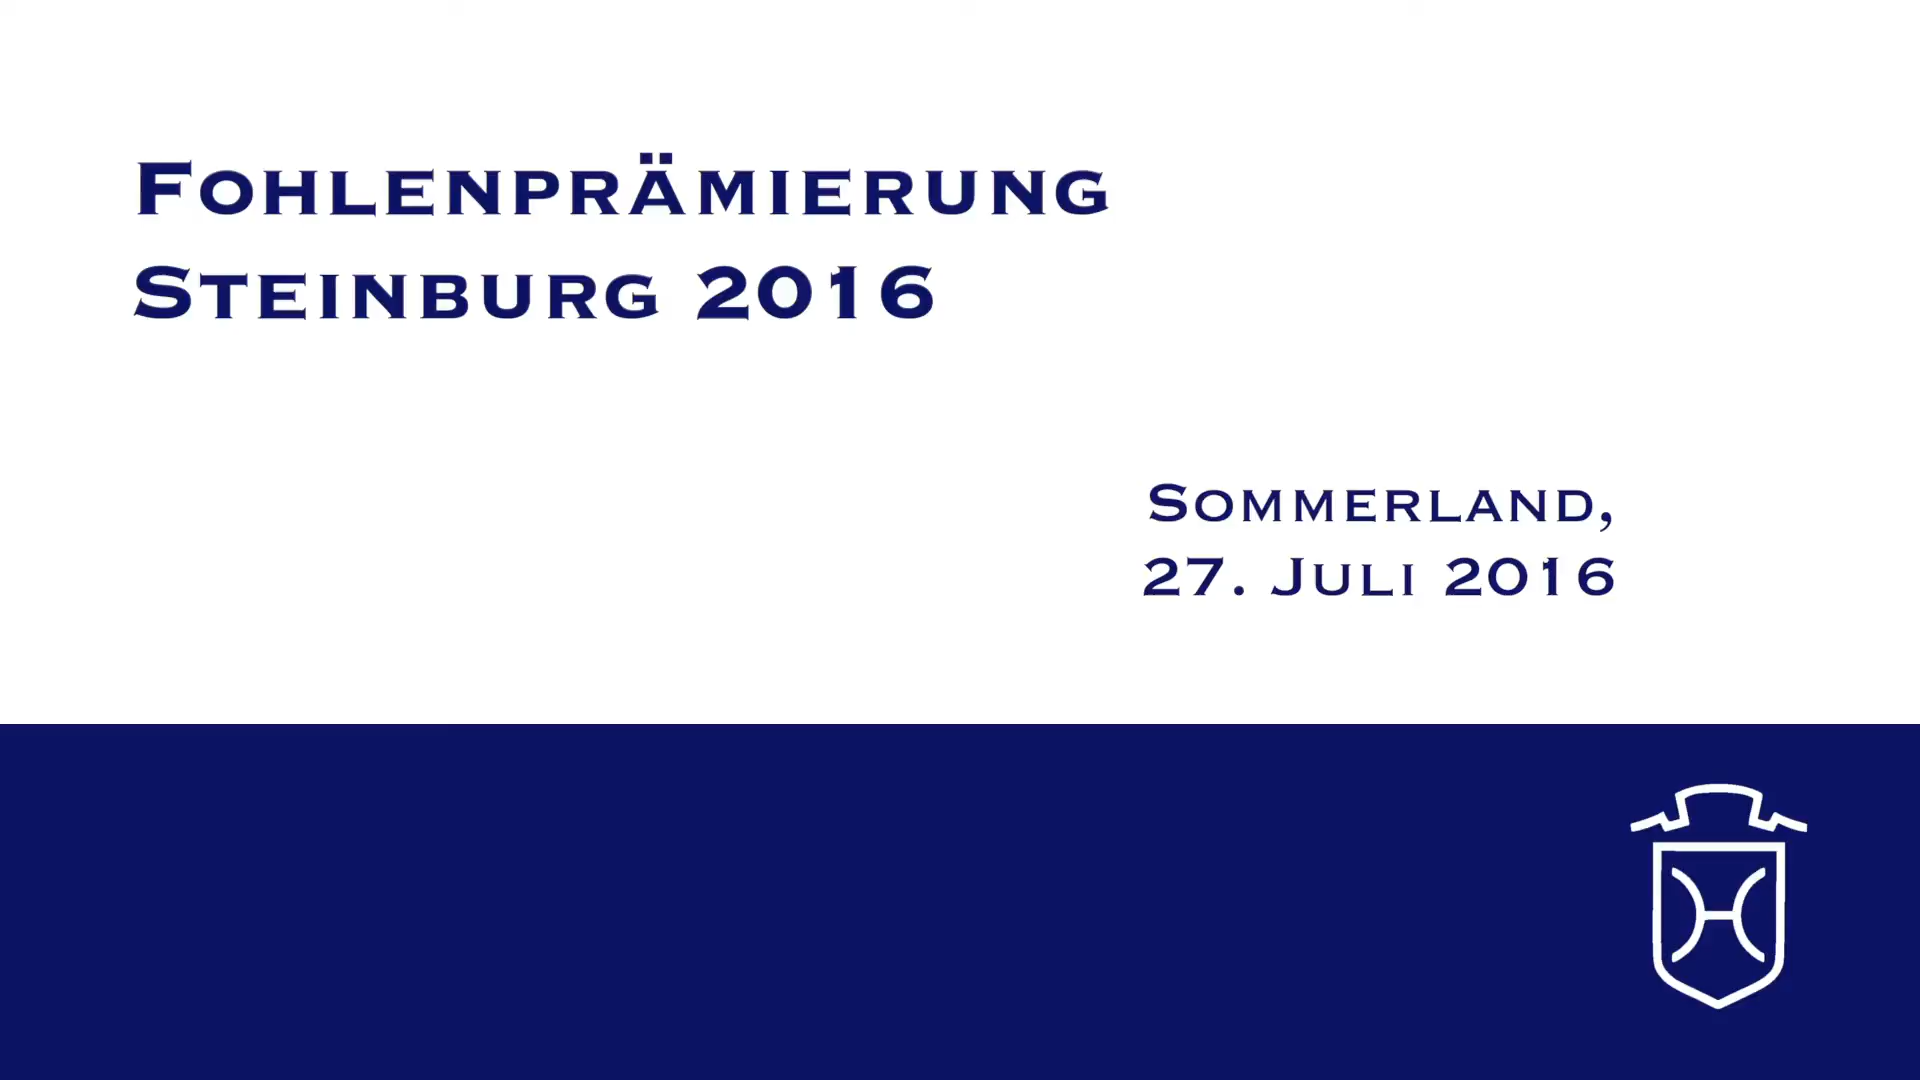 Fohlenprämierung
Steinburg 2016
Sommerland,
27. Juli 2016